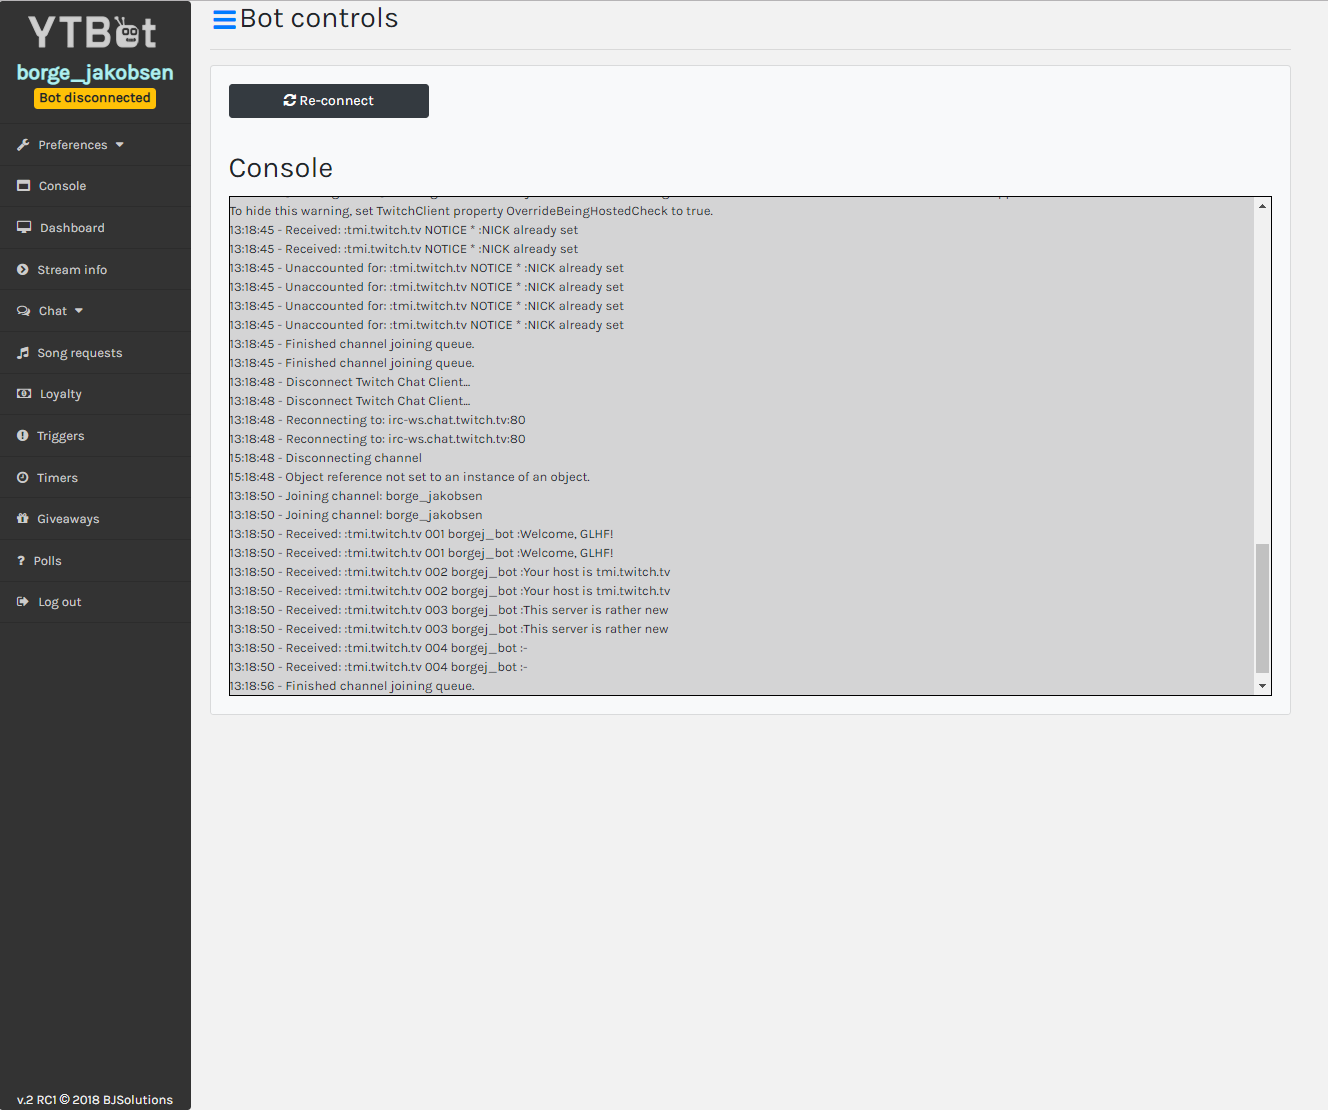 YTBot
borge_jakobsen
Bot disconnected
Preferences
Console
Dashboard
Stream info
Chat
Song requests
Loyalty
Triggers
Timers
Giveaways
? Polls
Log out
v.2 RC1 © 2018 BJSolutions
Bot controls
Re-connect
Console
To hide this warning, set TwitchClient property OverrideBeingHostedCheck to true.
13:18:45 - Received: :tmi.twitch.tv NOTICE * :NICK already set
13:18:45 - Received: :tmi.twitch.tv NOTICE * :NICK already set
13:18:45 - Unaccounted for: :tmi.twitch.tv NOTICE * :NICK already set
13:18:45 - Unaccounted for: :tmi.twitch.tv NOTICE * :NICK already set
13:18:45 - Unaccounted for: :tmi.twitch.tv NOTICE * :NICK already set
13:18:45 - Unaccounted for: :tmi.twitch.tv NOTICE * :NICK already set
13:18:45 - Finished channel joining queue.
13:18:45 - Finished channel joining queue.
13:18:48 - Disconnect Twitch Chat Client...
13:18:48 - Disconnect Twitch Chat Client...
13:18:48 - Reconnecting to: irc-ws.chat.twitch.tv:80
13:18:48 - Reconnecting to: irc-ws.chat.twitch.tv:80
15:18:48 - Disconnecting channel
15:18:48 - Object reference not set to an instance of an object.
13:18:50 - Joining channel: borge_jakobsen
13:18:50 - Joining channel: borge_jakobsen
13:18:50 - Received: :tmi.twitch.tv 001 borgej_bot :Welcome, GLHF!
13:18:50 - Received: :tmi.twitch.tv 001 borgej_bot :Welcome, GLHF!
13:18:50 - Received: :tmi.twitch.tv 002 borgej_bot :Your host is tmi.twitch.tv
13:18:50 - Received: :tmi.twitch.tv 002 borgej_bot :Your host is tmi.twitch.tv
13:18:50 - Received: :tmi.twitch.tv 003 borgej_bot :This server is rather new
13:18:50 - Received: :tmi.twitch.tv 003 borgej_bot :This server is rather new
13:18:50 - Received: :tmi.twitch.tv 004 borgej_bot :-
13:18:50 - Received: :tmi.twitch.tv 004 borgej_bot :-
13:18:56 - Finished channel joining queue.